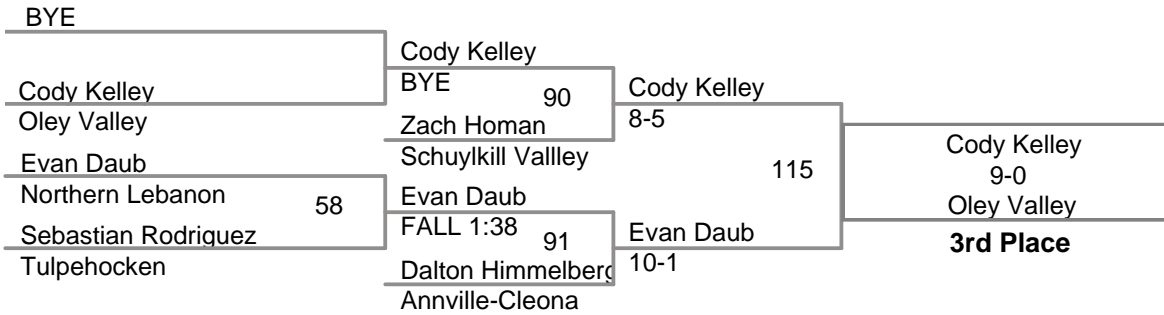 BYE
Cody Kelley
Oley Valley
Evan Daub
Northern Lebanon
58
Sebastian Rodriguez
Tulpehocken
Cody Kelley
BYE
90
Zach Homan
Schuylkill Vallley
Evan Daub
FALL 1:38
91
Dalton Himmelberg
Annville-Cleona
Cody Kelley
8-5
115
Evan Daub
10-1
Cody Kelley
9-0
Oley Valley
3rd Place